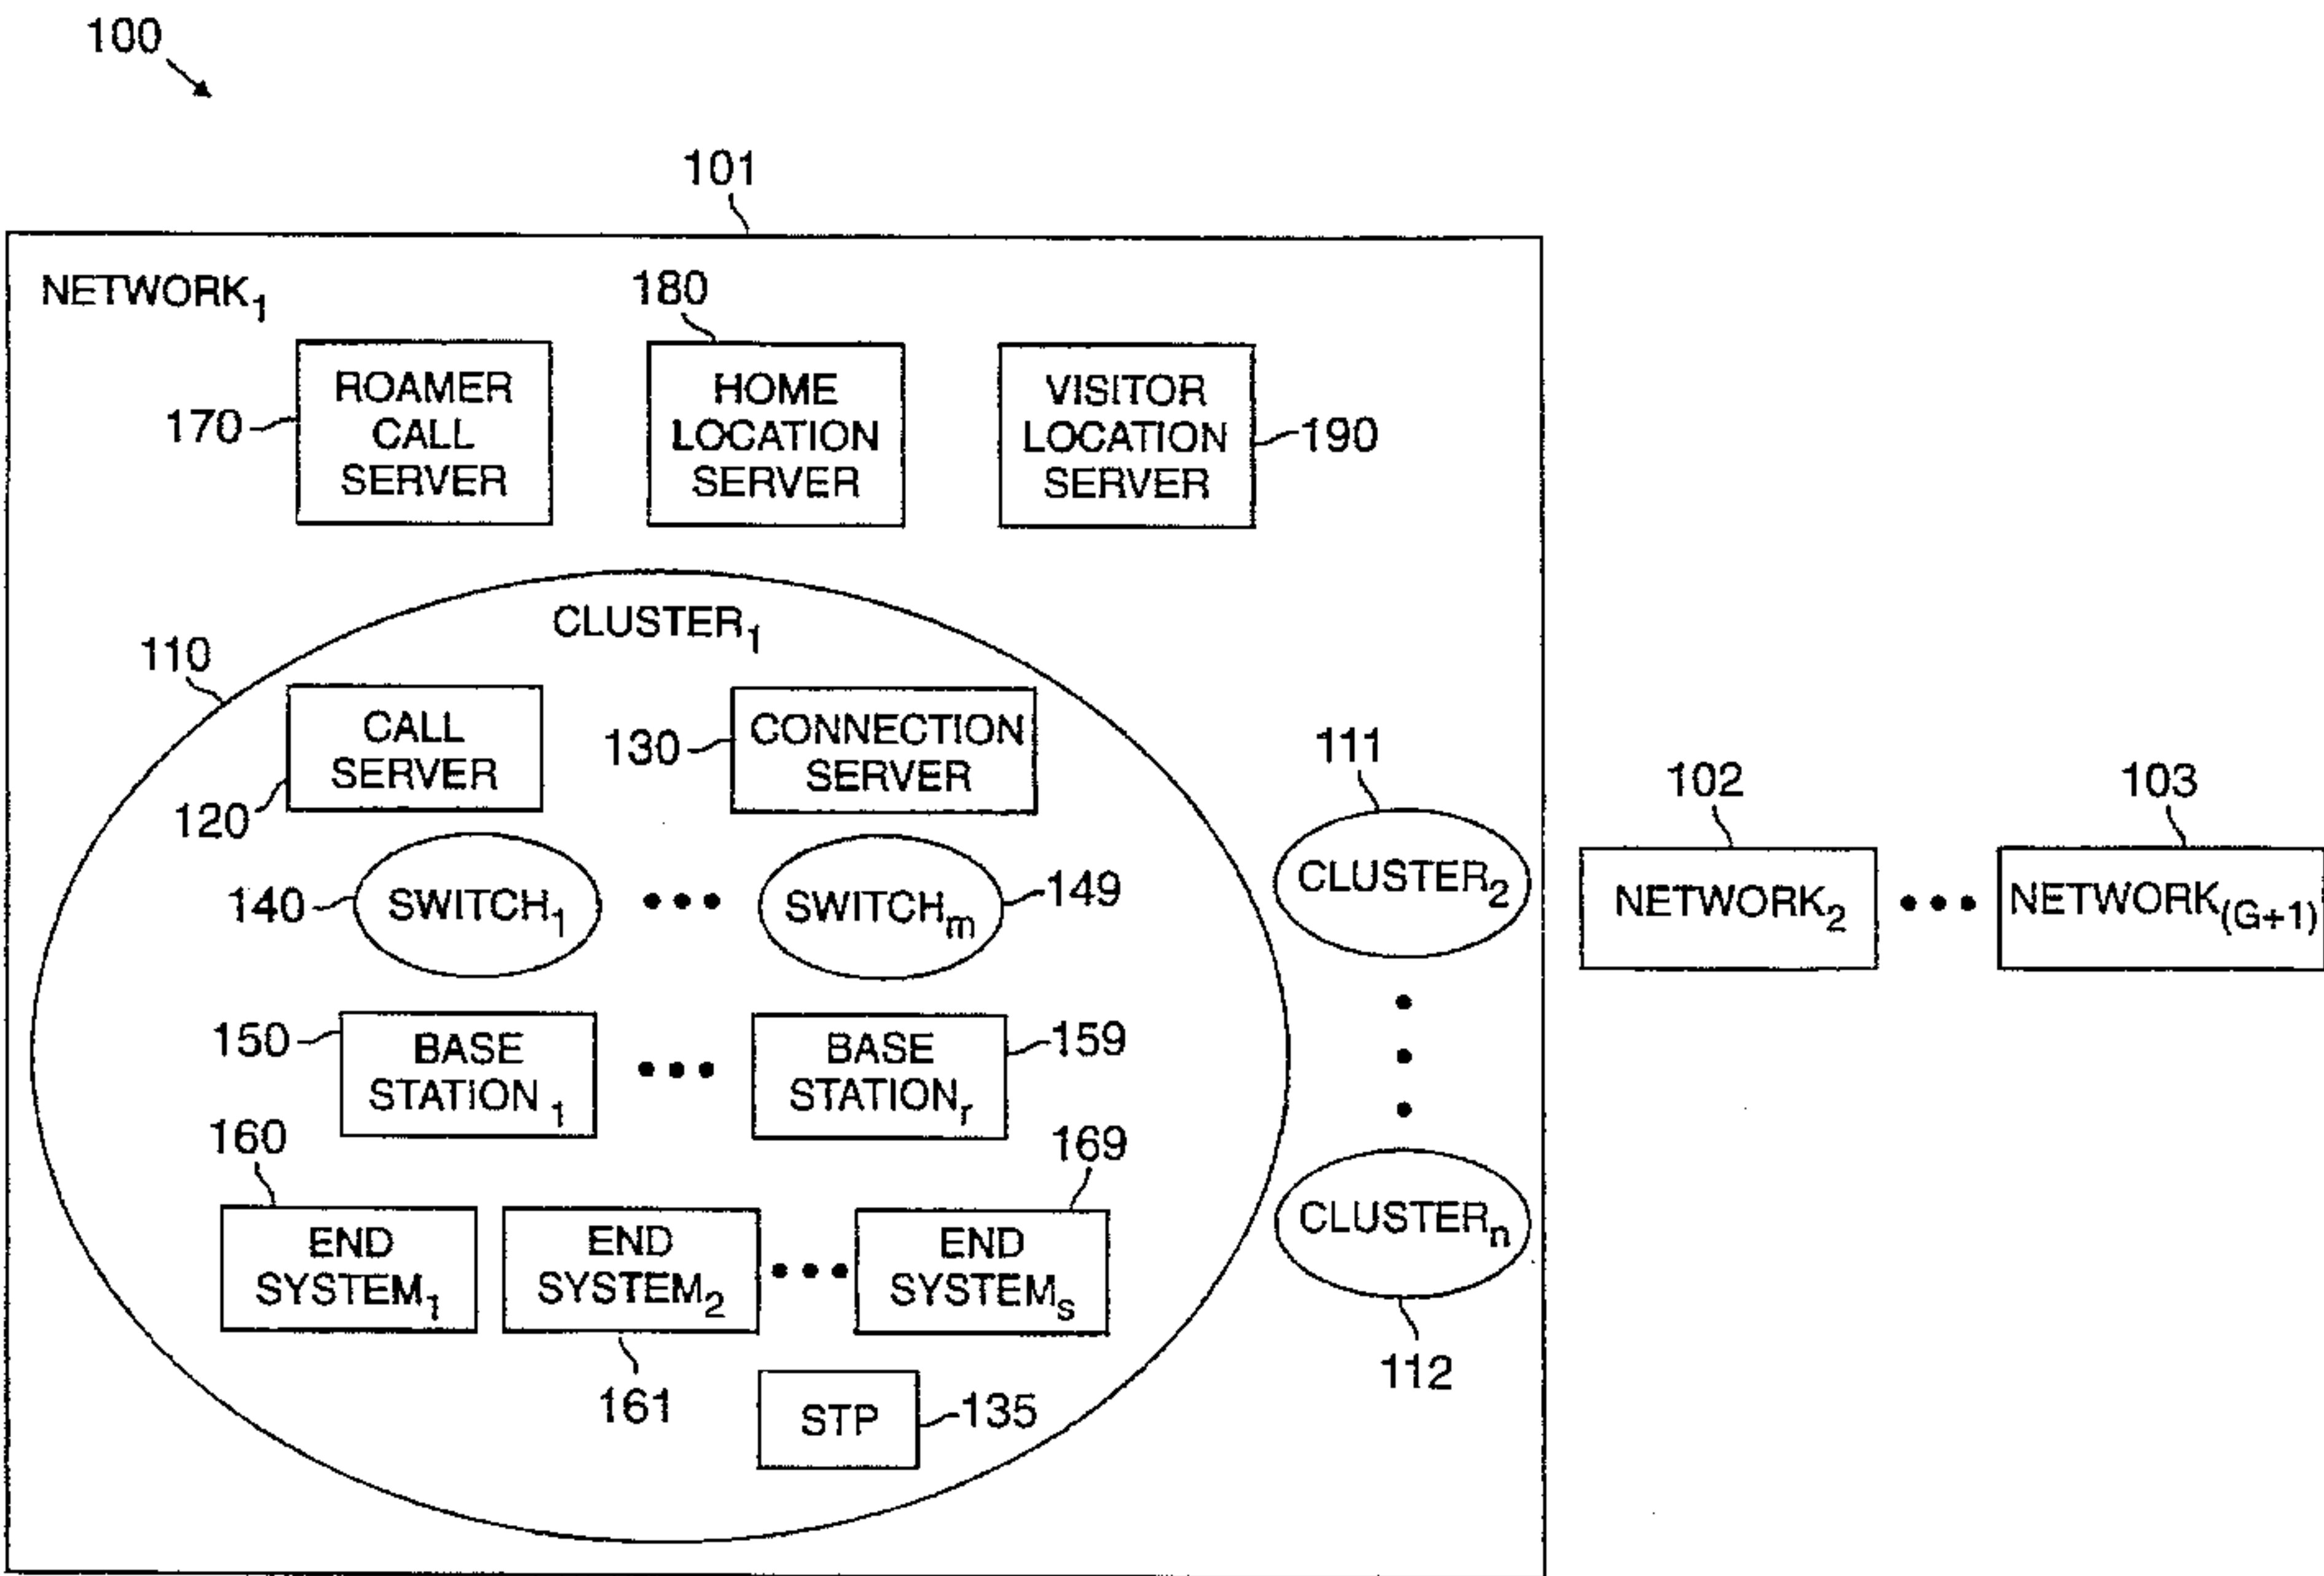 100
101
NETWORK1
180
ROAMER
CALL
SERVER
170
HOME
LOCATION
SERVER
VISITOR
LOCATION
SERVER
190
CLUSTER1
110
CALL
SERVER
120
130
CONNECTION
SERVER
111
CLUSTER2
102
NETWORK2
103
NETWORK(G+1)
140
SWITCH1
SWITCHm
149
150
BASE
STATION1
BASE
STATIONr
159
160
END
SYSTEM1
END
SYSTEM2
161
169
END
SYSTEMs
CLUSTERn
112
STP
135